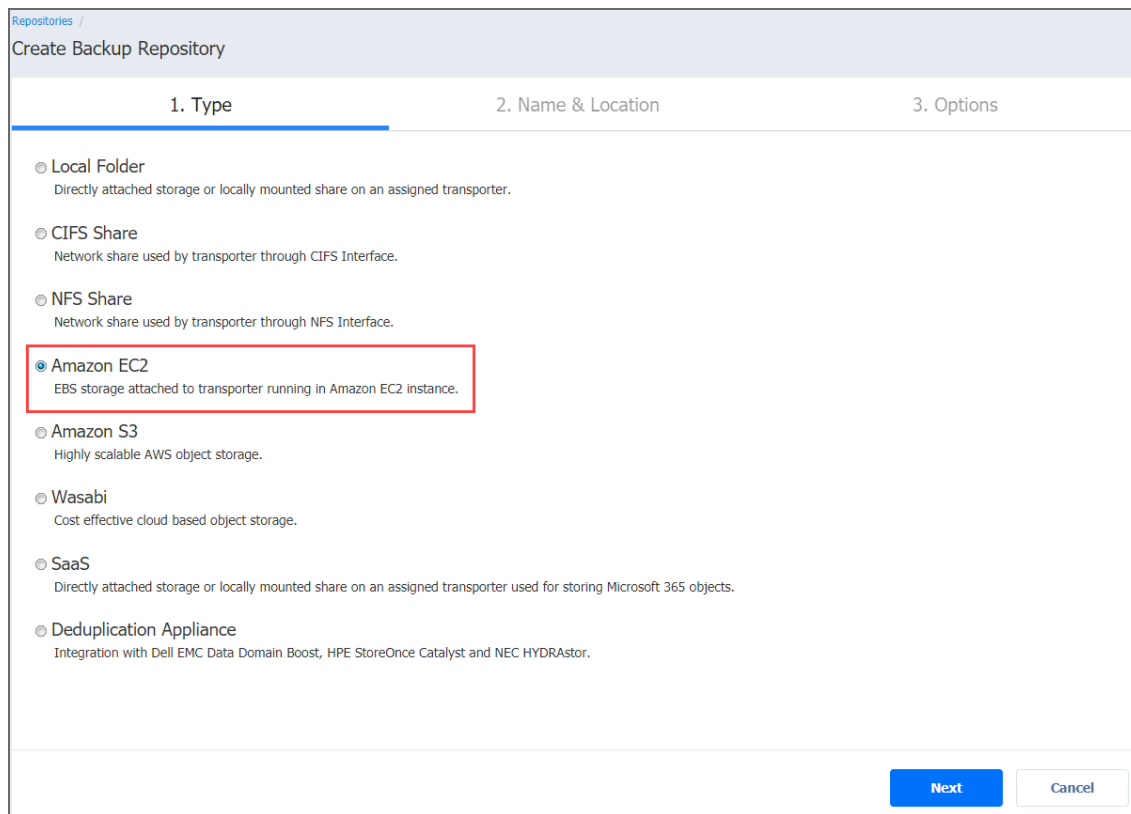 Repositories /
Create Backup Repository
1. Type
2. Name & Location
3. Options
Local Folder
Directly attached storage or locally mounted share on an assigned transporter.
CIFS Share
Network share used by transporter through CIFS Interface.
NFS Share
Network share used by transporter through NFS Interface.
Amazon EC2
EBS storage attached to transporter running in Amazon EC2 instance.
Amazon S3
Highly scalable AWS object storage.
Wasabi
Cost effective cloud based object storage.
SaaS
Directly attached storage or locally mounted share on an assigned transporter used for storing Microsoft 365 objects.
Deduplication Appliance
Integration with Dell EMC Data Domain Boost, HPE StoreOnce Catalyst and NEC HYDRAstor.
Next
Cancel